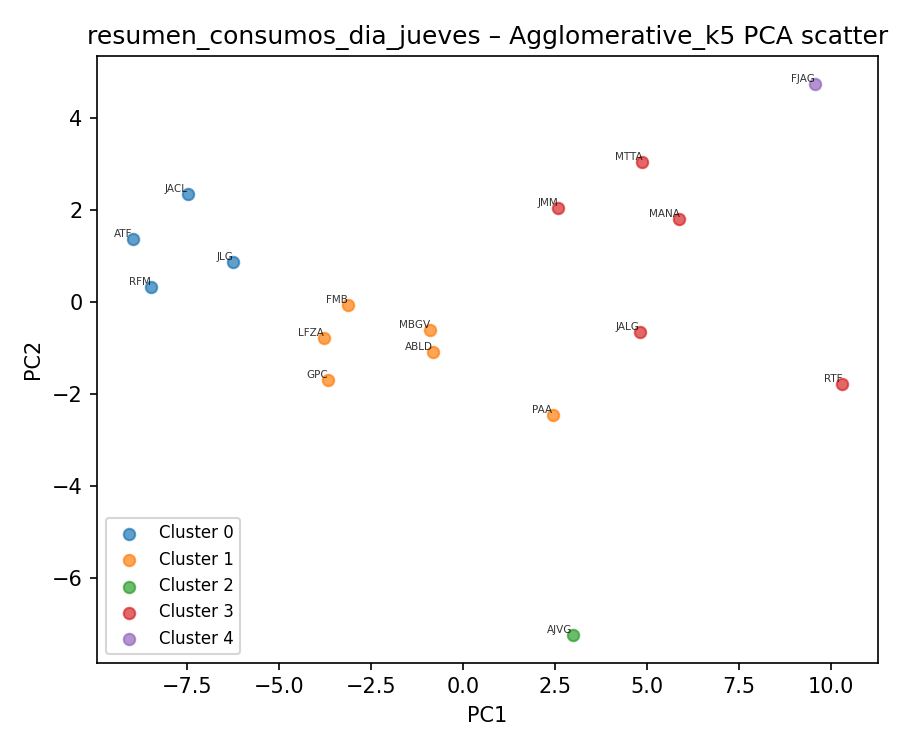 resumen_consumos_dia_jueves – Agglomerative_k5 PCA scatter
FJAG
MTTA
JACL
JMM
MANA
ATF
JLG
RFM
FMB
MBGV
LFZA
JALG
ABLD
GPC
RTF
PAA
AJVG
PC2
4
2
0
−2
−4
−6
Cluster 0
Cluster 1
Cluster 2
Cluster 3
Cluster 4
−7.5 −5.0 −2.5 0.0 2.5 5.0 7.5 10.0
PC1